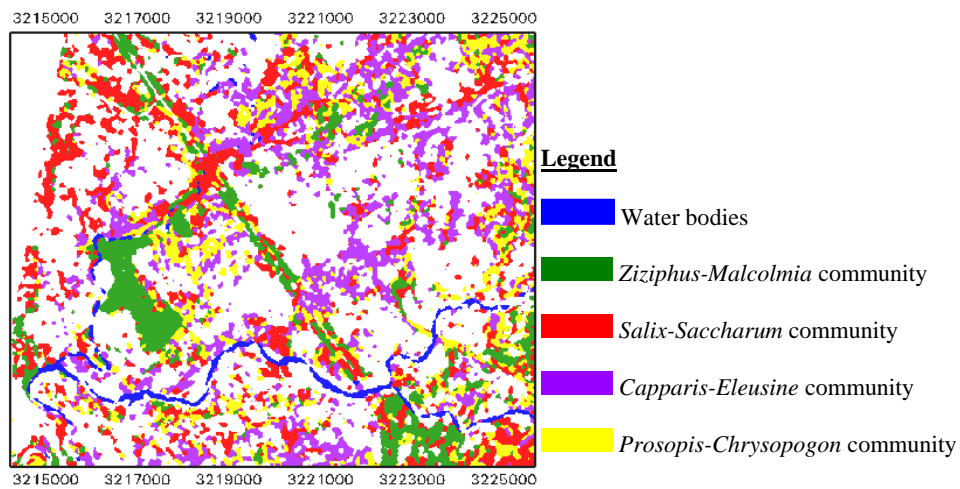 3215000 3217000 3219000 3221000 3223000 3225000
Legend
Water bodies
Ziziphus-Malcolmia community
Salix-Saccharum community
Capparis-Eleusine community
Prosopis-Chrysopogon community
3215000 3217000 3219000 3221000 3223000 3225000